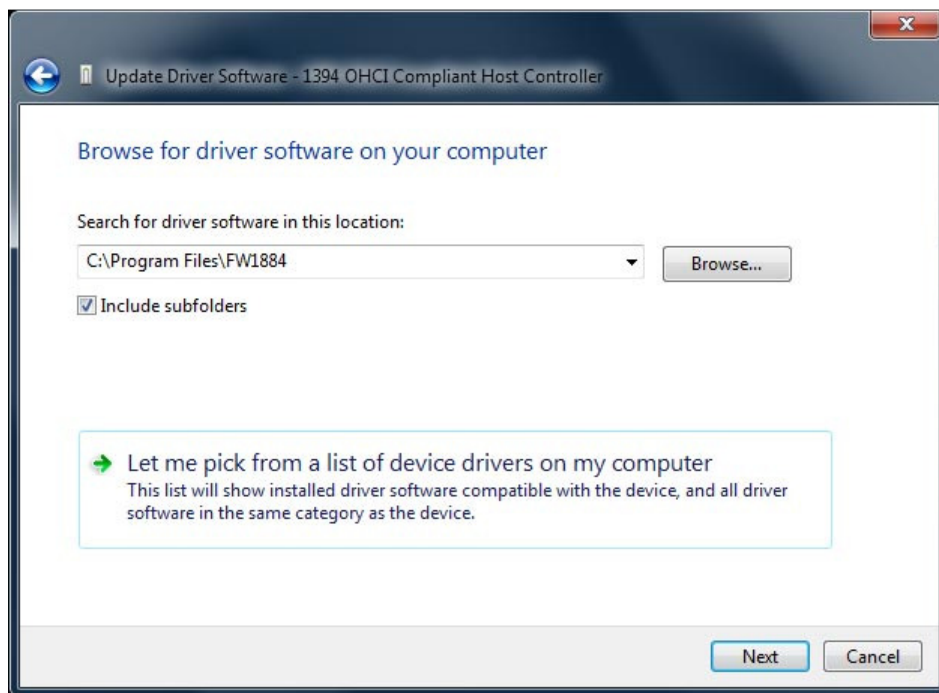 Update Driver Software - 1394 OHCI Compliant Host Controller
Browse for driver software on your computer
Search for driver software in this location:
C:\Program Files\FW1884
Browse...
Include subfolders
Let me pick from a list of device drivers on my computer
This list will show installed driver software compatible with the device, and all driver
software in the same category as the device.
Next
Cancel